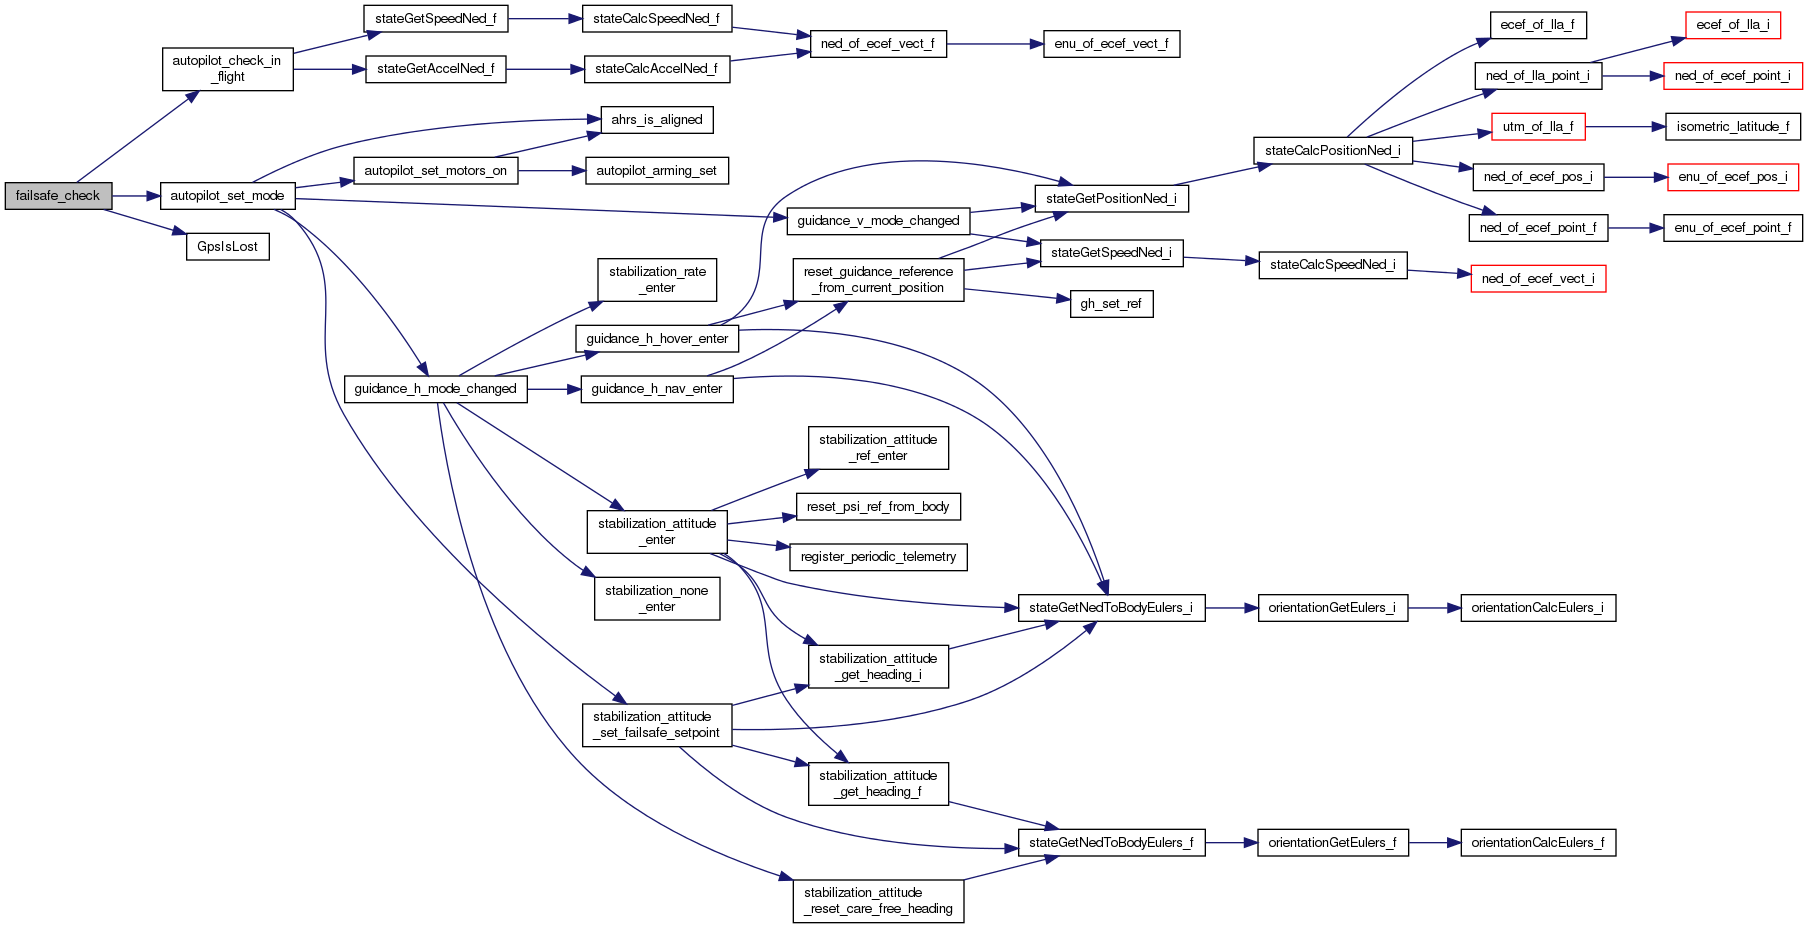 failsafe_check
autopilot_check_in
_flight
autopilot_set_mode
GpsIsLost
stateGetSpeedNed_f
stateGetAccelNed_f
autopilot_set_motors_on
guidance_h_mode_changed
stateCalcSpeedNed_f
stateCalcAccelNed_f
ahrs_is_aligned
autopilot_arming_set
stabilization_rate
_enter
guidance_h_hover_enter
guidance_h_nav_enter
stabilization_attitude
_enter
stabilization_none
_enter
stabilization_attitude
_set_failsafe_setpoint
ned_of_ecef_vect_f
guidance_v_mode_changed
reset_guidance_reference
_from_current_position
stabilization_attitude
_ref_enter
reset_psi_ref_from_body
register_periodic_telemetry
stabilization_attitude
_get_heading_i
stabilization_attitude
_get_heading_f
stabilization_attitude
_reset_care_free_heading
enu_of_ecef_vect_f
stateGetPositionNed_i
stateGetSpeedNed_i
gh_set_ref
stateGetNedToBodyEulers_i
stateGetNedToBodyEulers_f
stateCalcPositionNed_i
stateCalcSpeedNed_i
orientationGetEulers_i
orientationGetEulers_f
ecef_of_lla_f
ned_of_lla_point_i
utm_of_lla_f
ned_of_ecef_pos_i
ned_of_ecef_point_f
ned_of_ecef_vect_i
orientationCalcEulers_i
orientationCalcEulers_f
ecef_of_lla_i
ned_of_ecef_point_i
isometric_latitude_f
enu_of_ecef_pos_i
enu_of_ecef_point_f